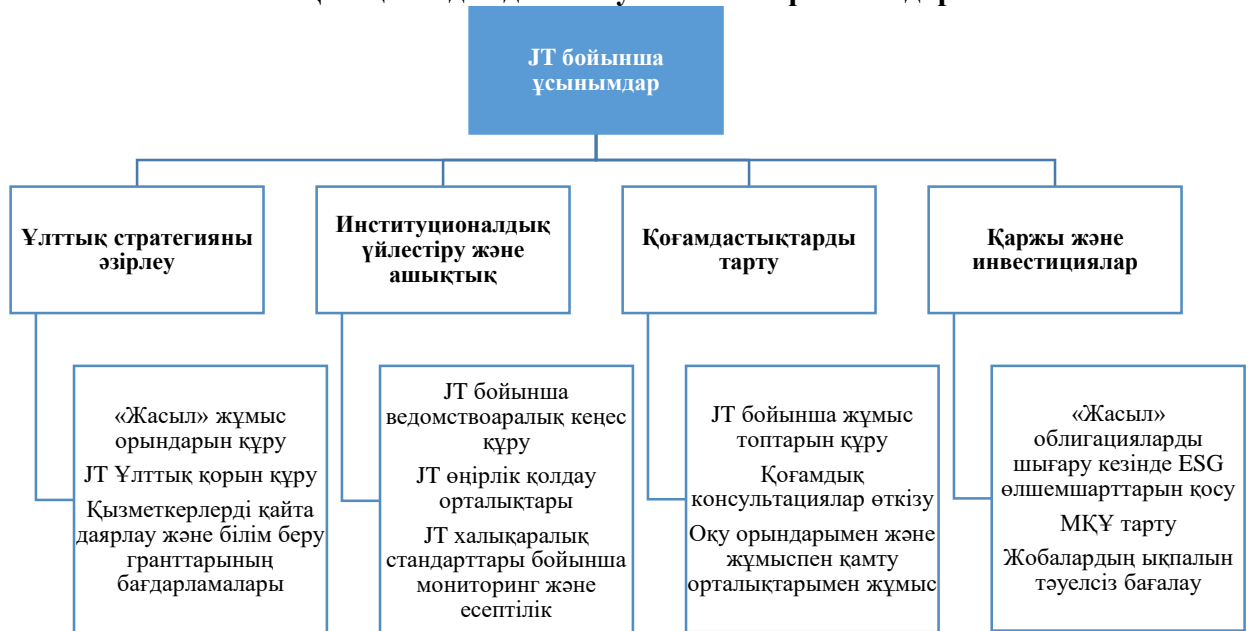 JT бойынша
ұсынымдар
Ұлттық стратегияны
әзірлеу
Институционалдық
үйлестіру және
ашықтық
Қоғамдастықтарды
тарту
Қаржы және
инвестициялар
«Жасыл» жұмыс
орындарын құру
JT Ұлттық қорын құру
Қызметкерлерді қайта
даярлау және білім беру
гранттарының
бағдарламалары
JT бойынша
ведомствоаралық кеңес
құру
JT өңірлік қолдау
орталықтары
JT халықаралық
стандарттары бойынша
мониторинг және
есептілік
JT бойынша жұмыс
топтарын құру
Қоғамдық
консультациялар өткізу
Оқу орындарымен және
жұмыспен қамту
орталықтарымен жұмыс
«Жасыл»
облигацияларды
шығару кезінде ESG
өлшемшарттарын қосу
МҚҰ тарту
Жобалардың ықпалын
тәуелсіз бағалау